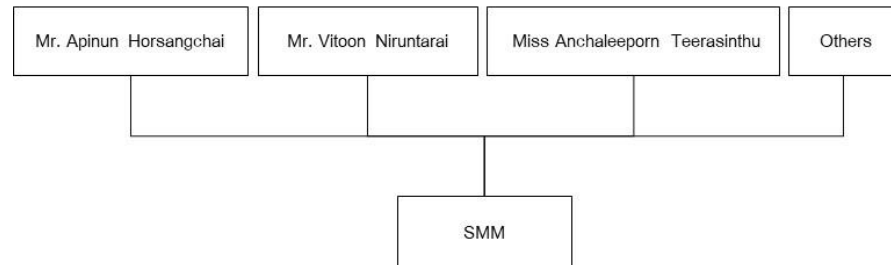 Mr. Apinun Horsangchai
Mr. Vitoon Niruntarai
Miss Anchaleeporn Teerasinthu
Others
SMM